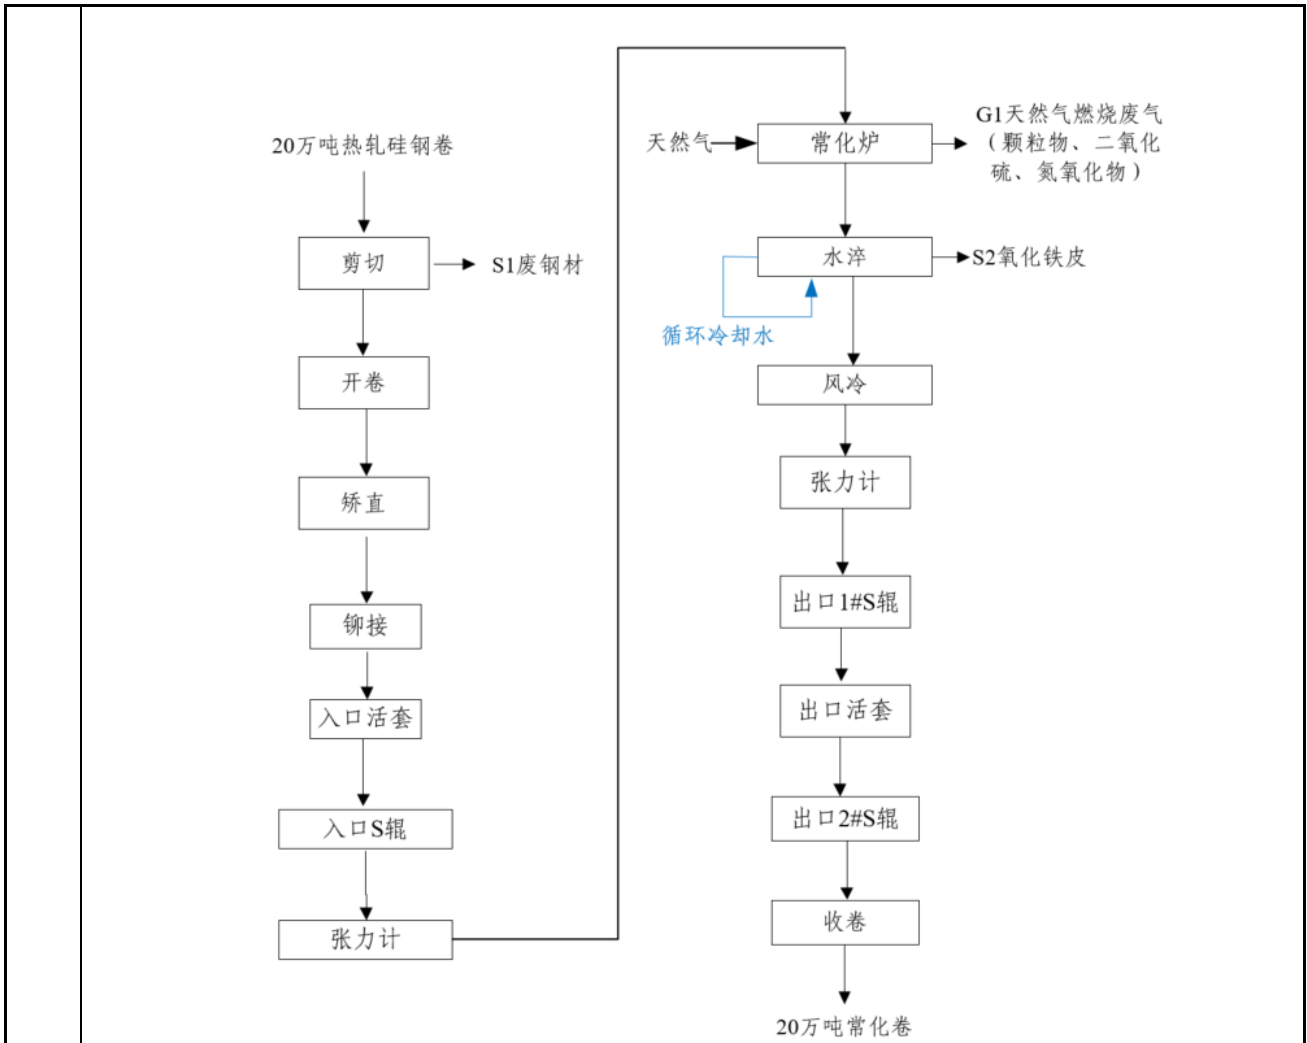 20万吨热轧硅钢卷
剪切
S1废钢材
开卷
矫直
铆接
入口活套
入口S辊
张力计
天然气
常化炉
G1天然气燃烧废气
(颗粒物、二氧化
硫、氮氧化物)
水淬
S2氧化铁皮
循环冷却水
风冷
张力计
出口1#S辊
出口活套
出口2#S辊
收卷
20万吨常化卷